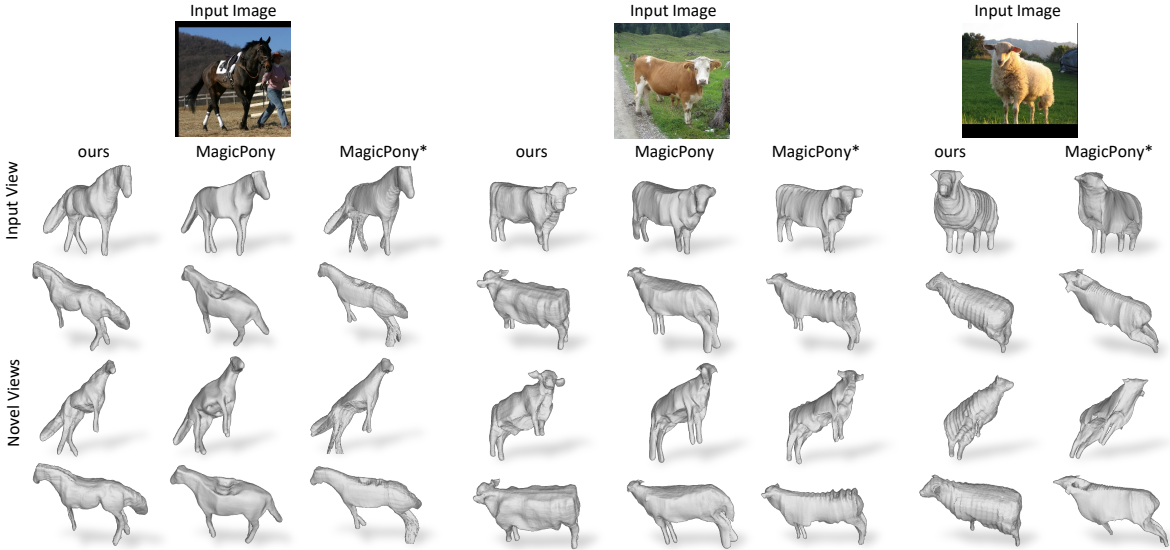 Input Image
Input Image
Input Image
ours
MagicPony
MagicPony*
ours
MagicPony
MagicPony*
ours
MagicPony*
Input View
Novel Views